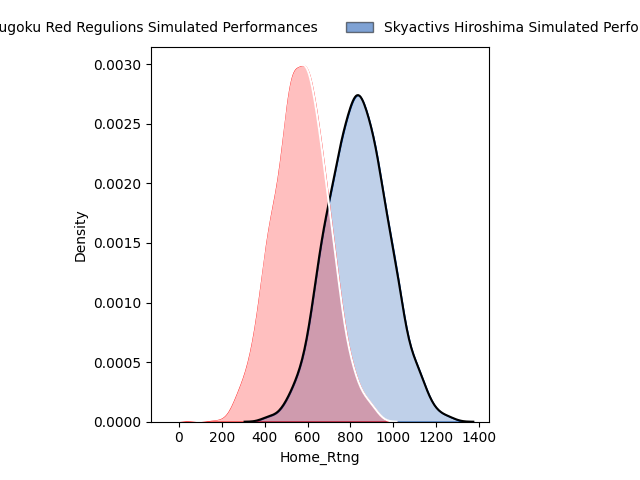 ugoku Red Regulions Simulated Performances
Skyactivs Hiroshima Simulated Perfo
0.0030
0.0025
0.0020
0.0015
0.0010
0.0005
0.0000
Density
0 200 400 600 800 1000 1200 1400
Home_Rtng